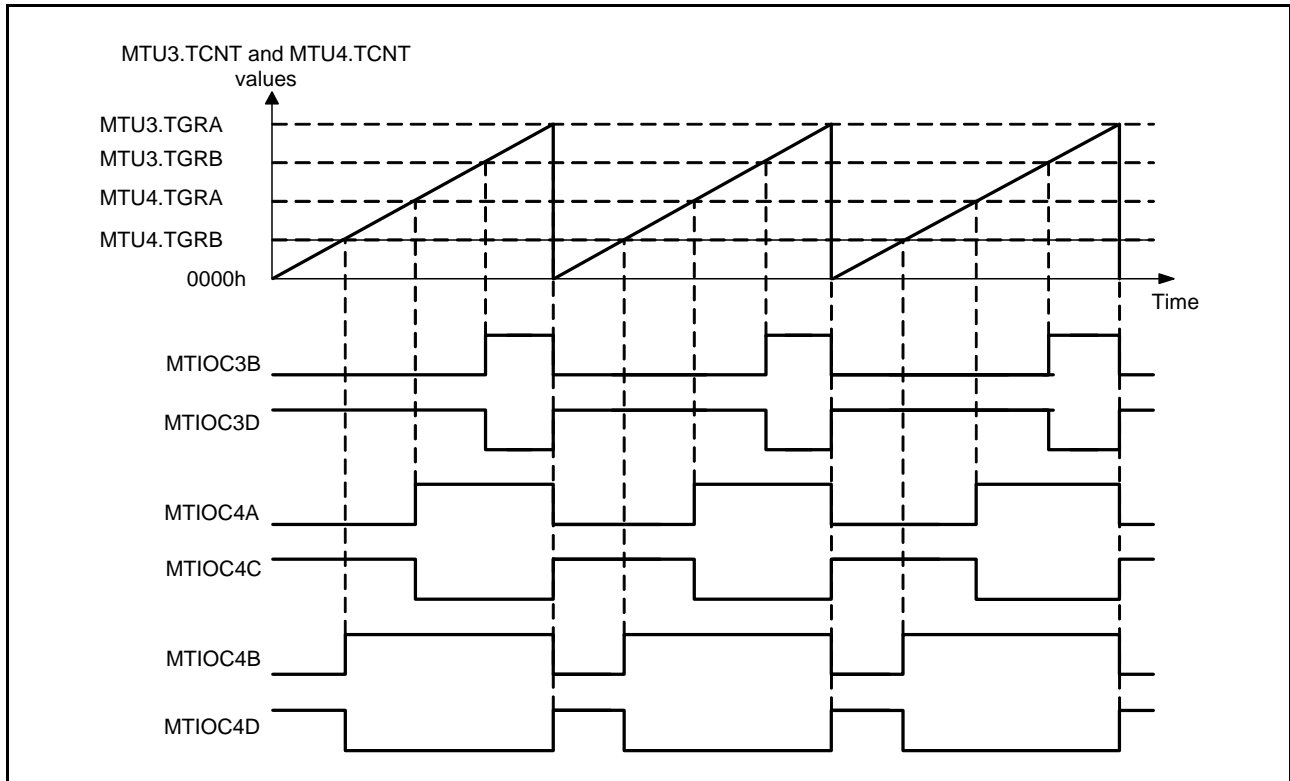 MTU3.TCNT and MTU4.TCNT
values
MTU3.TGRA
MTU3.TGRB
MTU4.TGRA
MTU4.TGRB
0000h
Time
MTIOC3B
MTIOC3D
MTIOC4A
MTIOC4C
MTIOC4B
MTIOC4D